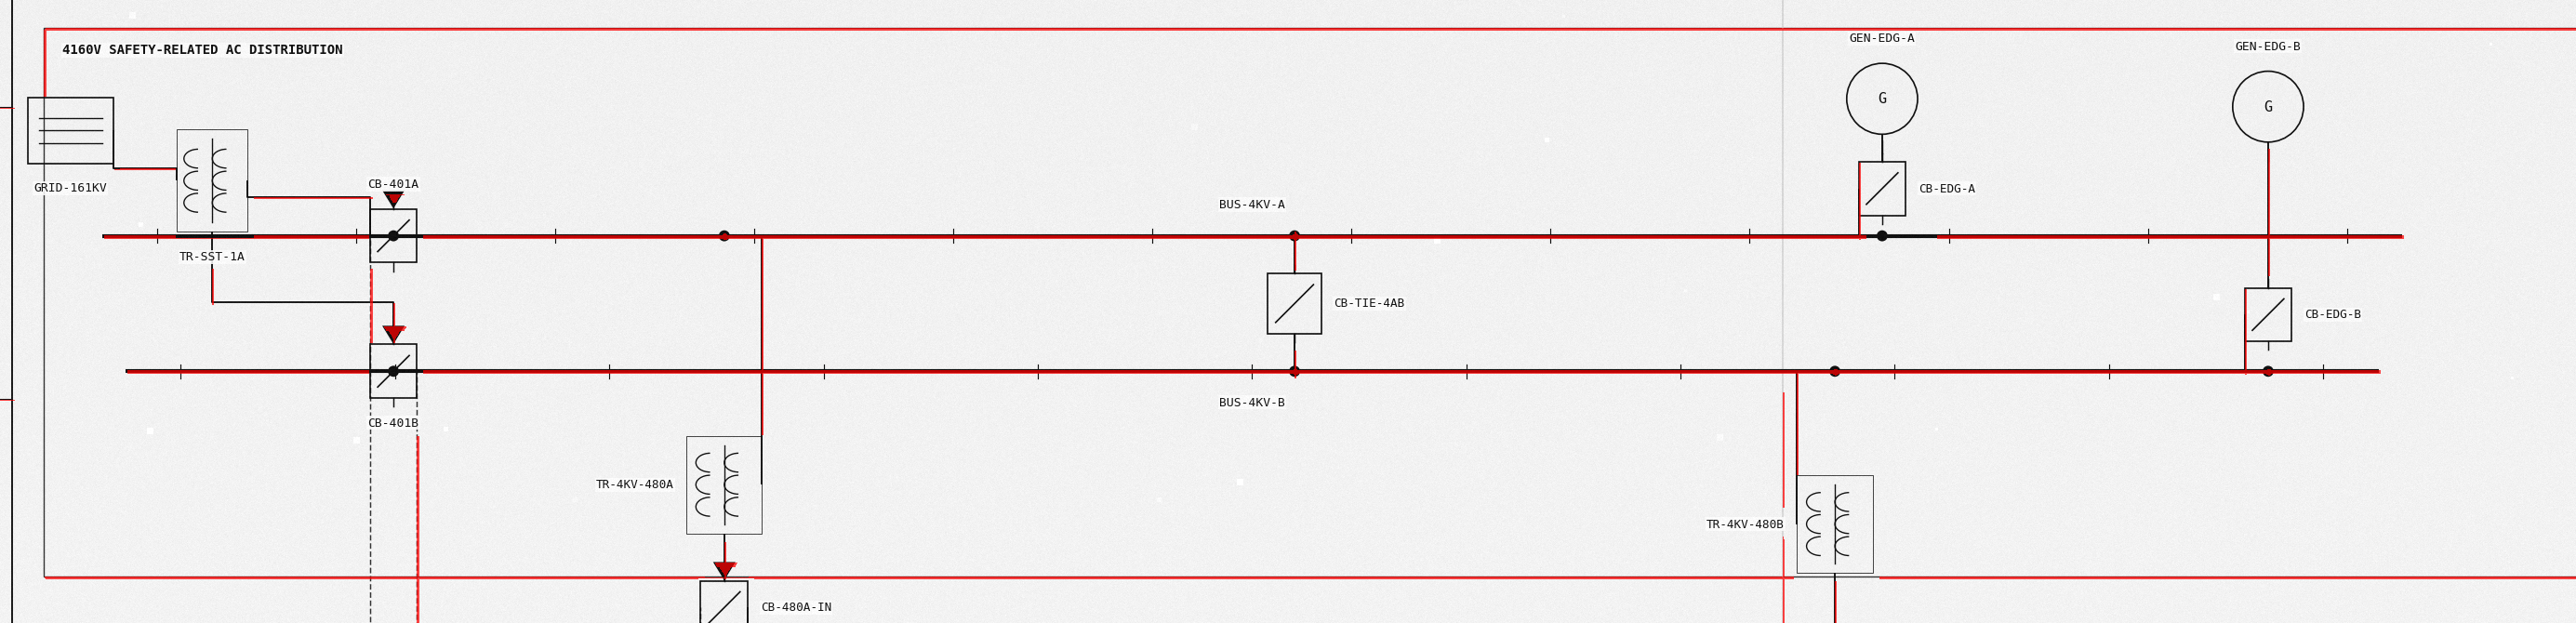 GEN-EDG-A
GEN-EDG-B
4160V SAFETY-RELATED AC DISTRIBUTION
G
G
GRID-161KV
CB-401A
CB-EDG-A
BUS-4KV-A
TR-SST-1A
CB-TIE-4AB
CB-EDG-B
BUS-4KV-B
CB-401B
TR-4KV-480A
TR-4KV-480B
CB-480A-IN